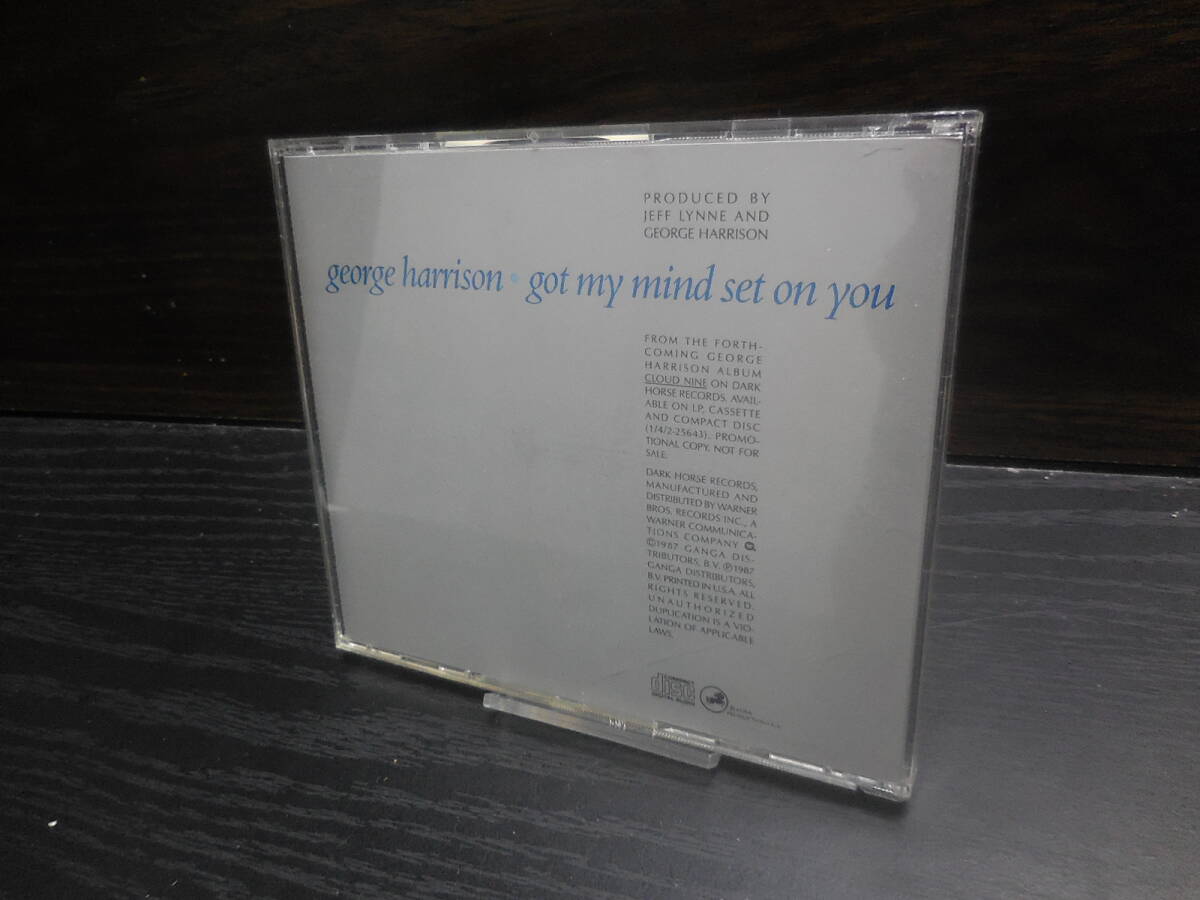 PRODUCED BY
JEFF LYNNE AND
GEORGE HARRISON
george harrison • got my mind set on you
FROM THE FORTH-
COMING GEORGE
HARRISON ALBUM
CLOUD NINE ON DARK
HORSE RECORDS. AVAIL-
ABLE ON LP, CASSETTE
AND COMPACT DISC
(1/4/2-25643). PROMO-
TIONAL COPY. NOT FOR
SALE.
DARK HORSE RECORDS,
MANUFACTURED AND
DISTRIBUTED BY WARNER
BROS. RECORDS INC., A
WARNER COMMUNICA-
TIONS COMPANY
©1987 GANGA DIS-
TRIBUTORS, B.V. ℗1987
GANGA DISTRIBUTORS,
B.V. PRINTED IN U.S.A. ALL
RIGHTS RESERVED.
UNAUTHORIZED
DUPLICATION IS A VIO-
LATION OF APPLICABLE
LAWS.
COMPACT
disc
DIGITAL AUDIO